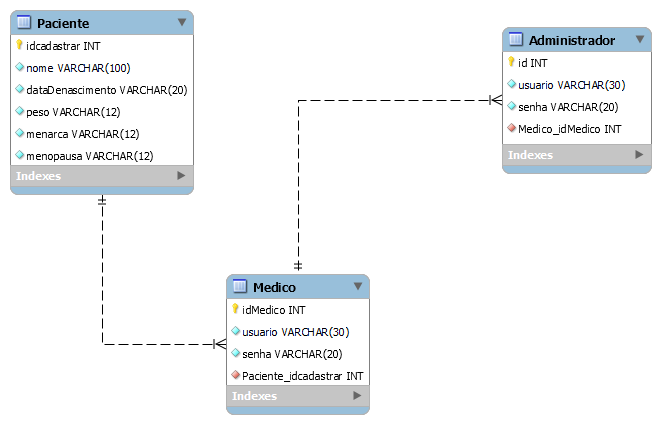 Paciente
idcadastrar INT
nome VARCHAR(100)
dataDenascimento VARCHAR(20)
peso VARCHAR(12)
menarca VARCHAR(12)
menopausa VARCHAR(12)
Indexes
Administrador
id INT
usuario VARCHAR(30)
senha VARCHAR(20)
Medico_idMedico INT
Indexes
Medico
idMedico INT
usuario VARCHAR(30)
senha VARCHAR(20)
Paciente_idcadastrar INT
Indexes